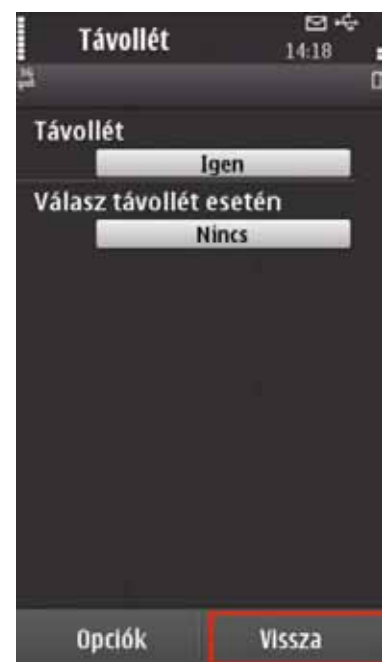 Távollét
14:18
Távollét
Igen
Válasz távollét esetén
Nincs
Opciók
Vissza